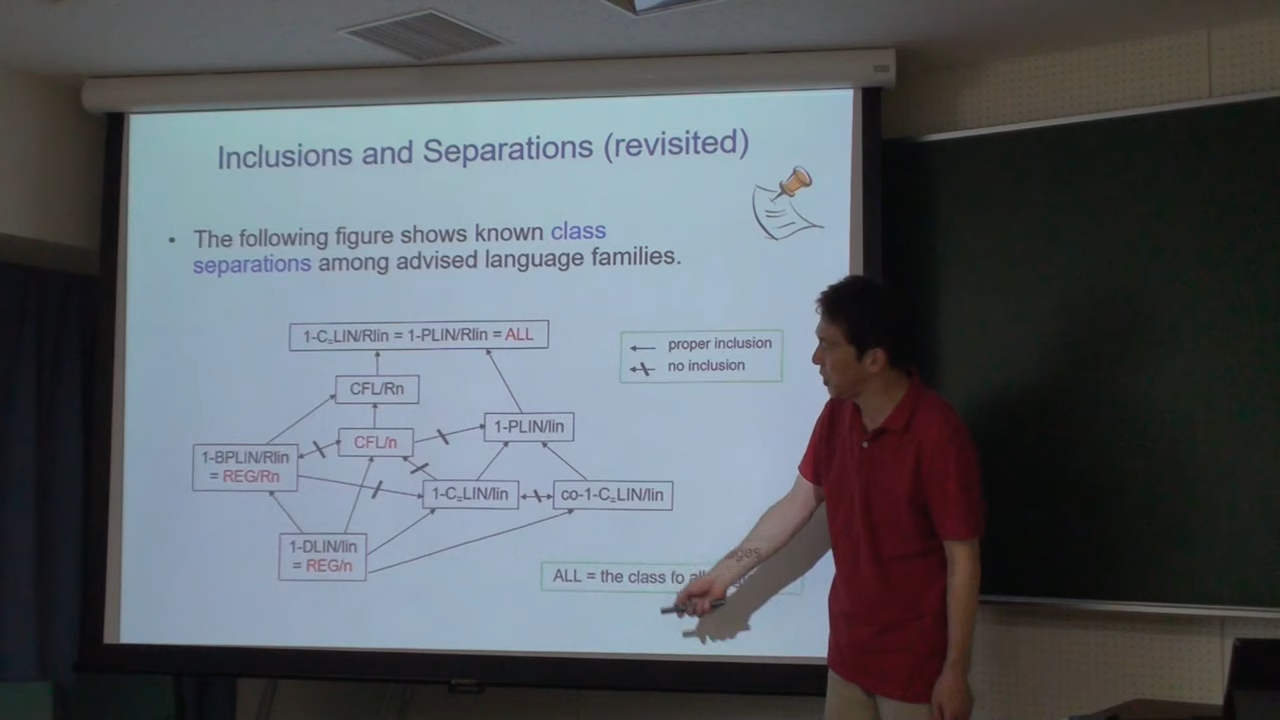 Inclusions and Separations (revisited)
• The following figure shows known class
separations among advised language families.
1-C=LIN/Rlin = 1-PLIN/Rlin = ALL
proper inclusion
no inclusion
CFL/Rn
1-PLIN/lin
CFL/n
1-BPLIN/Rlin
= REG/Rn
1-C=LIN/lin
co-1-C=LIN/lin
1-DLIN/lin
= REG/n
ALL = the class fo